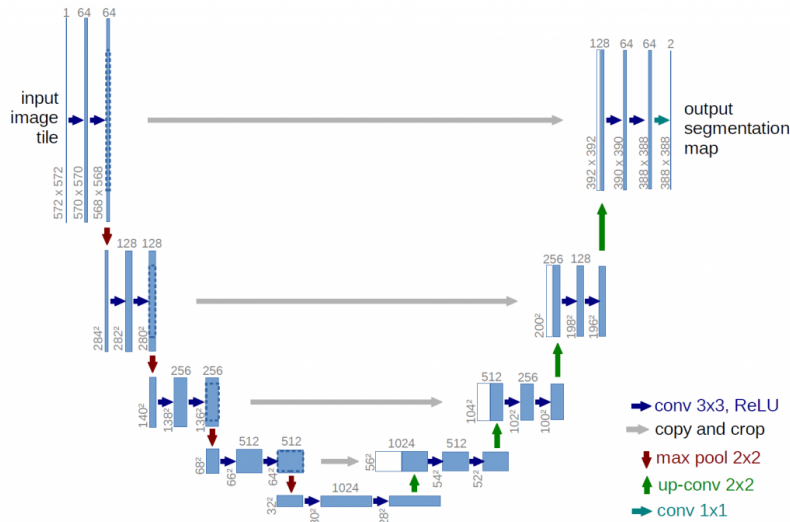 1 64 64
input
image
tile
572 x 572
570 x 570
568 x 568
128 64 64 2
output
segmentation
map
392 x 392
390 x 390
388 x 388
388 x 388
128 128
284²
282²
280²
256 128
200²
198²
196²
256 256
140²
138²
136²
512 256
104²
102²
100²
512 512
68²
66²
64²
1024 512
56²
54²
52²
1024
32²
30²
28²
conv 3x3, ReLU
copy and crop
max pool 2x2
up-conv 2x2
conv 1x1